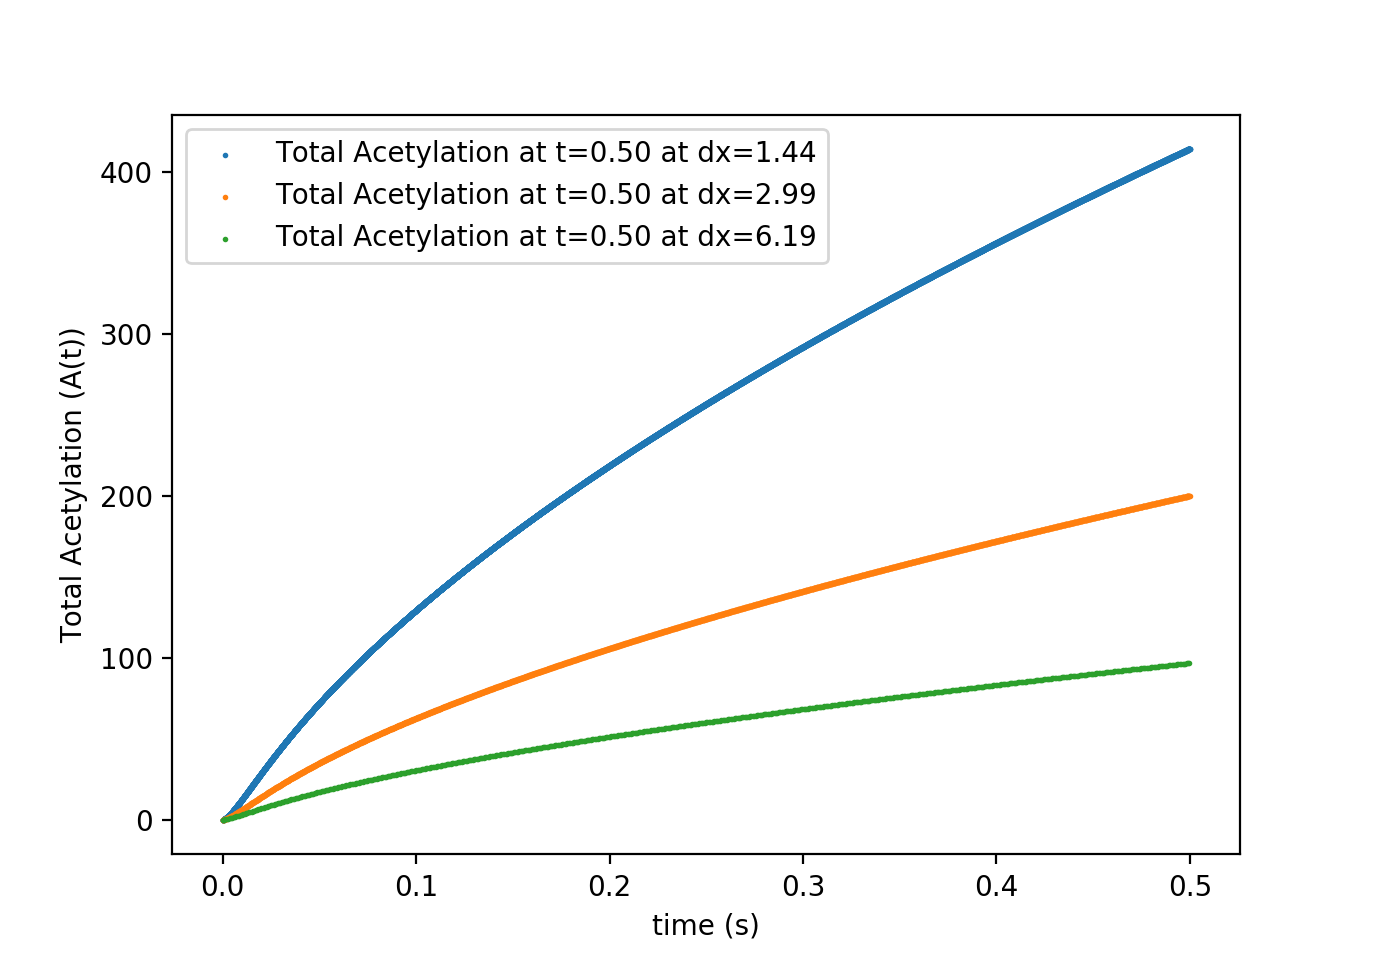 Total Acetylation at t=0.50 at dx=1.44
Total Acetylation at t=0.50 at dx=2.99
Total Acetylation at t=0.50 at dx=6.19
Total Acetylation (A(t))
400
300
200
100
0
0.0 0.1 0.2 0.3 0.4 0.5
time (s)